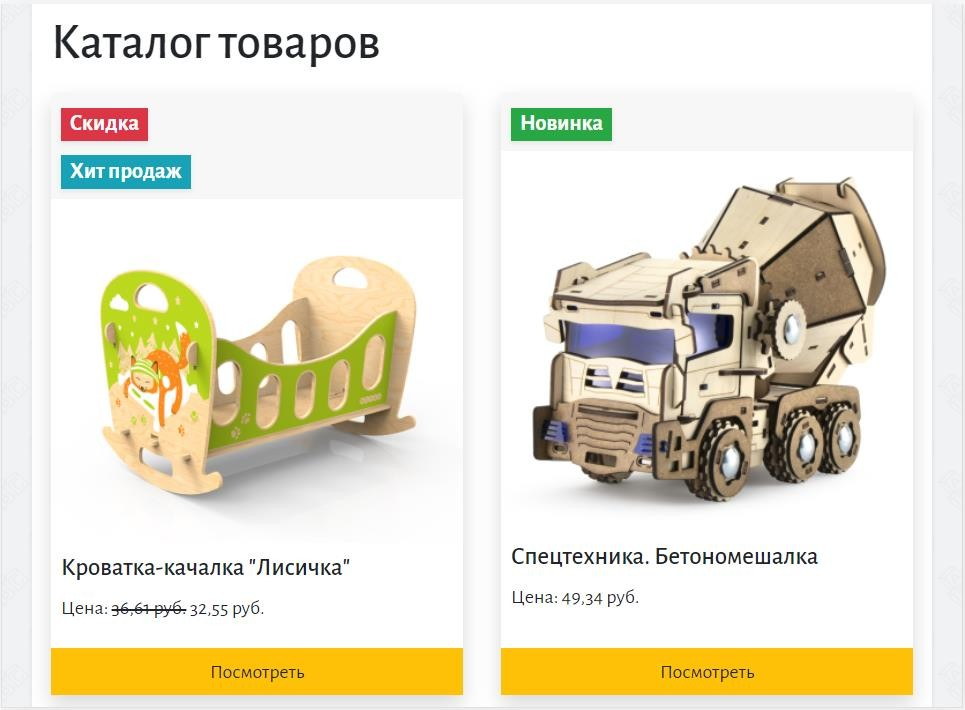 Каталог товаров
Скидка
Хит продаж
Кроватка-качалка "Лисичка"
Цена: 36,61 руб. 32,55 руб.
Посмотреть
Новинка
Спецтехника. Бетономешалка
Цена: 49,34 руб.
Посмотреть